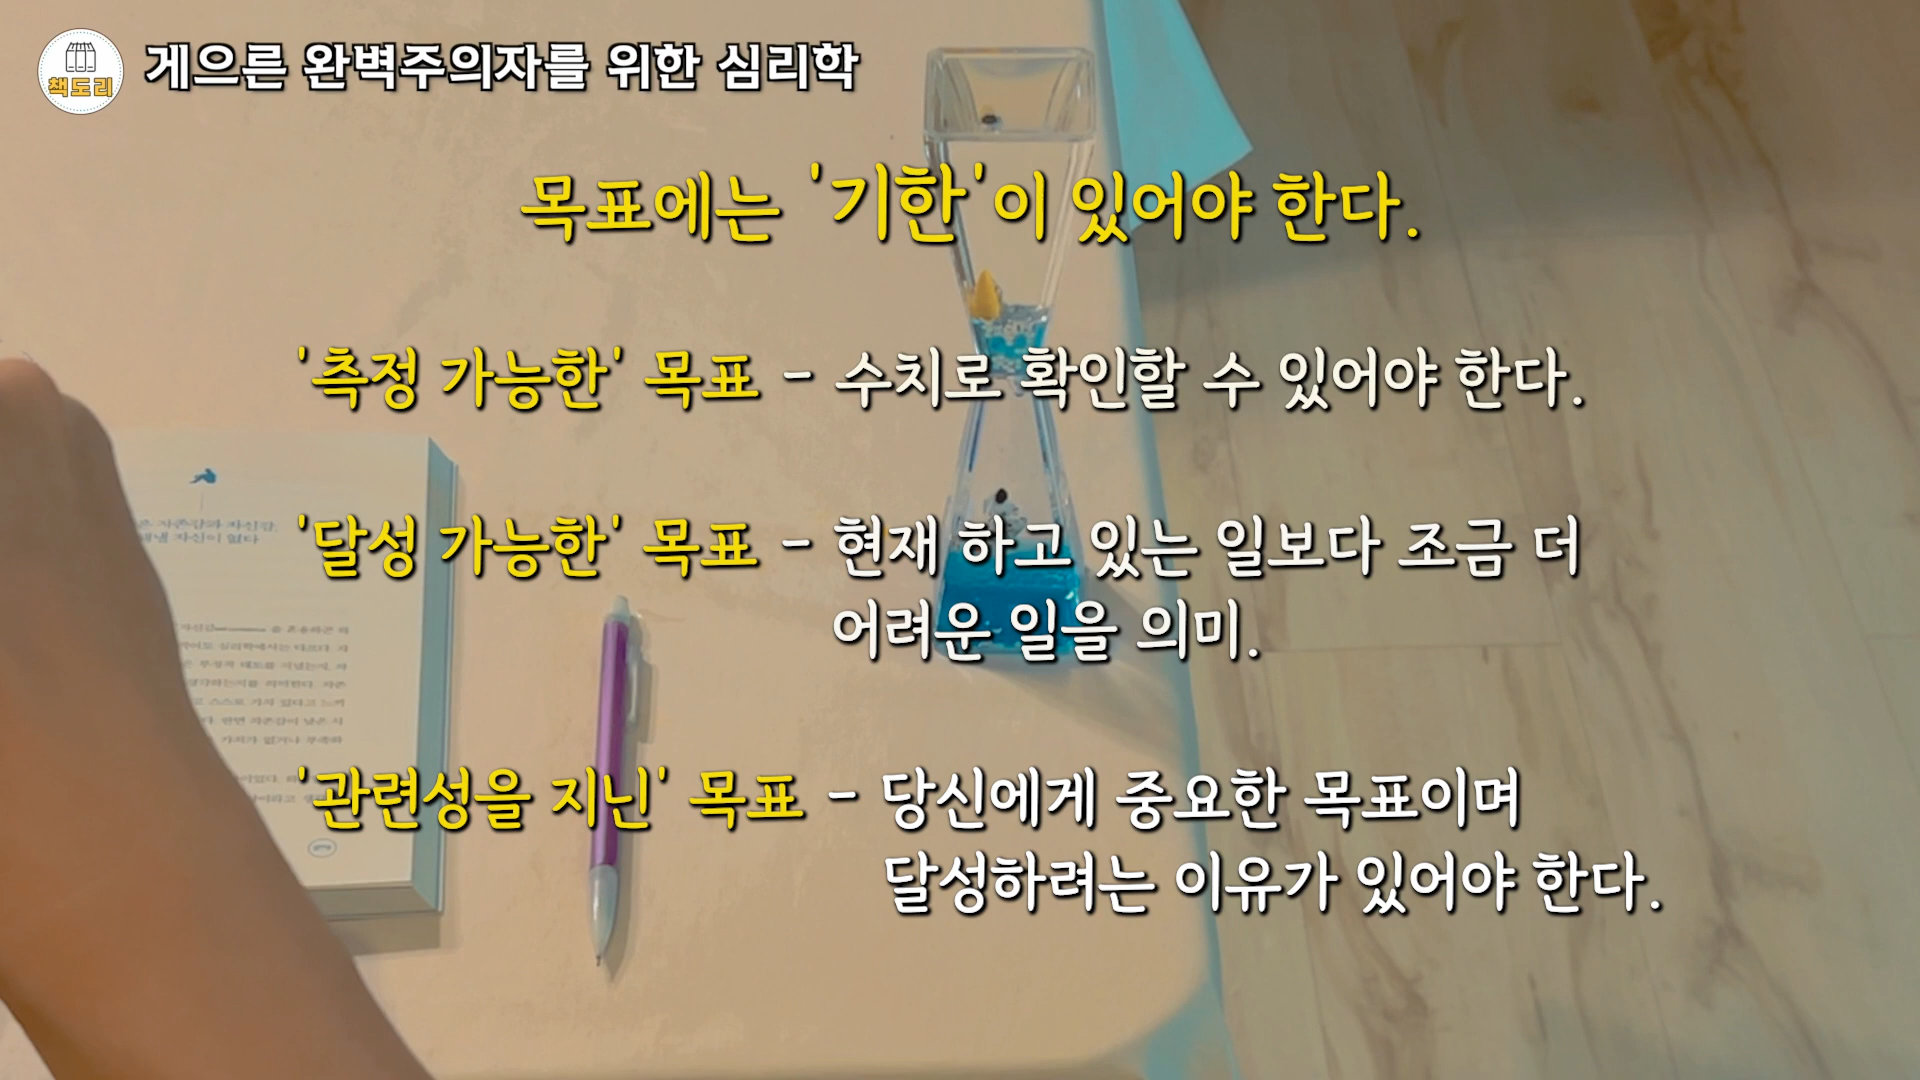 책도리
게으른 완벽주의자를 위한 심리학
목표에는 '기한'이 있어야 한다.
'측정 가능한' 목표 - 수치로 확인할 수 있어야 한다.
'달성 가능한' 목표 - 현재 하고 있는 일보다 조금 더
어려운 일을 의미.
'관련성을 지닌' 목표 - 당신에게 중요한 목표이며
달성하려는 이유가 있어야 한다.